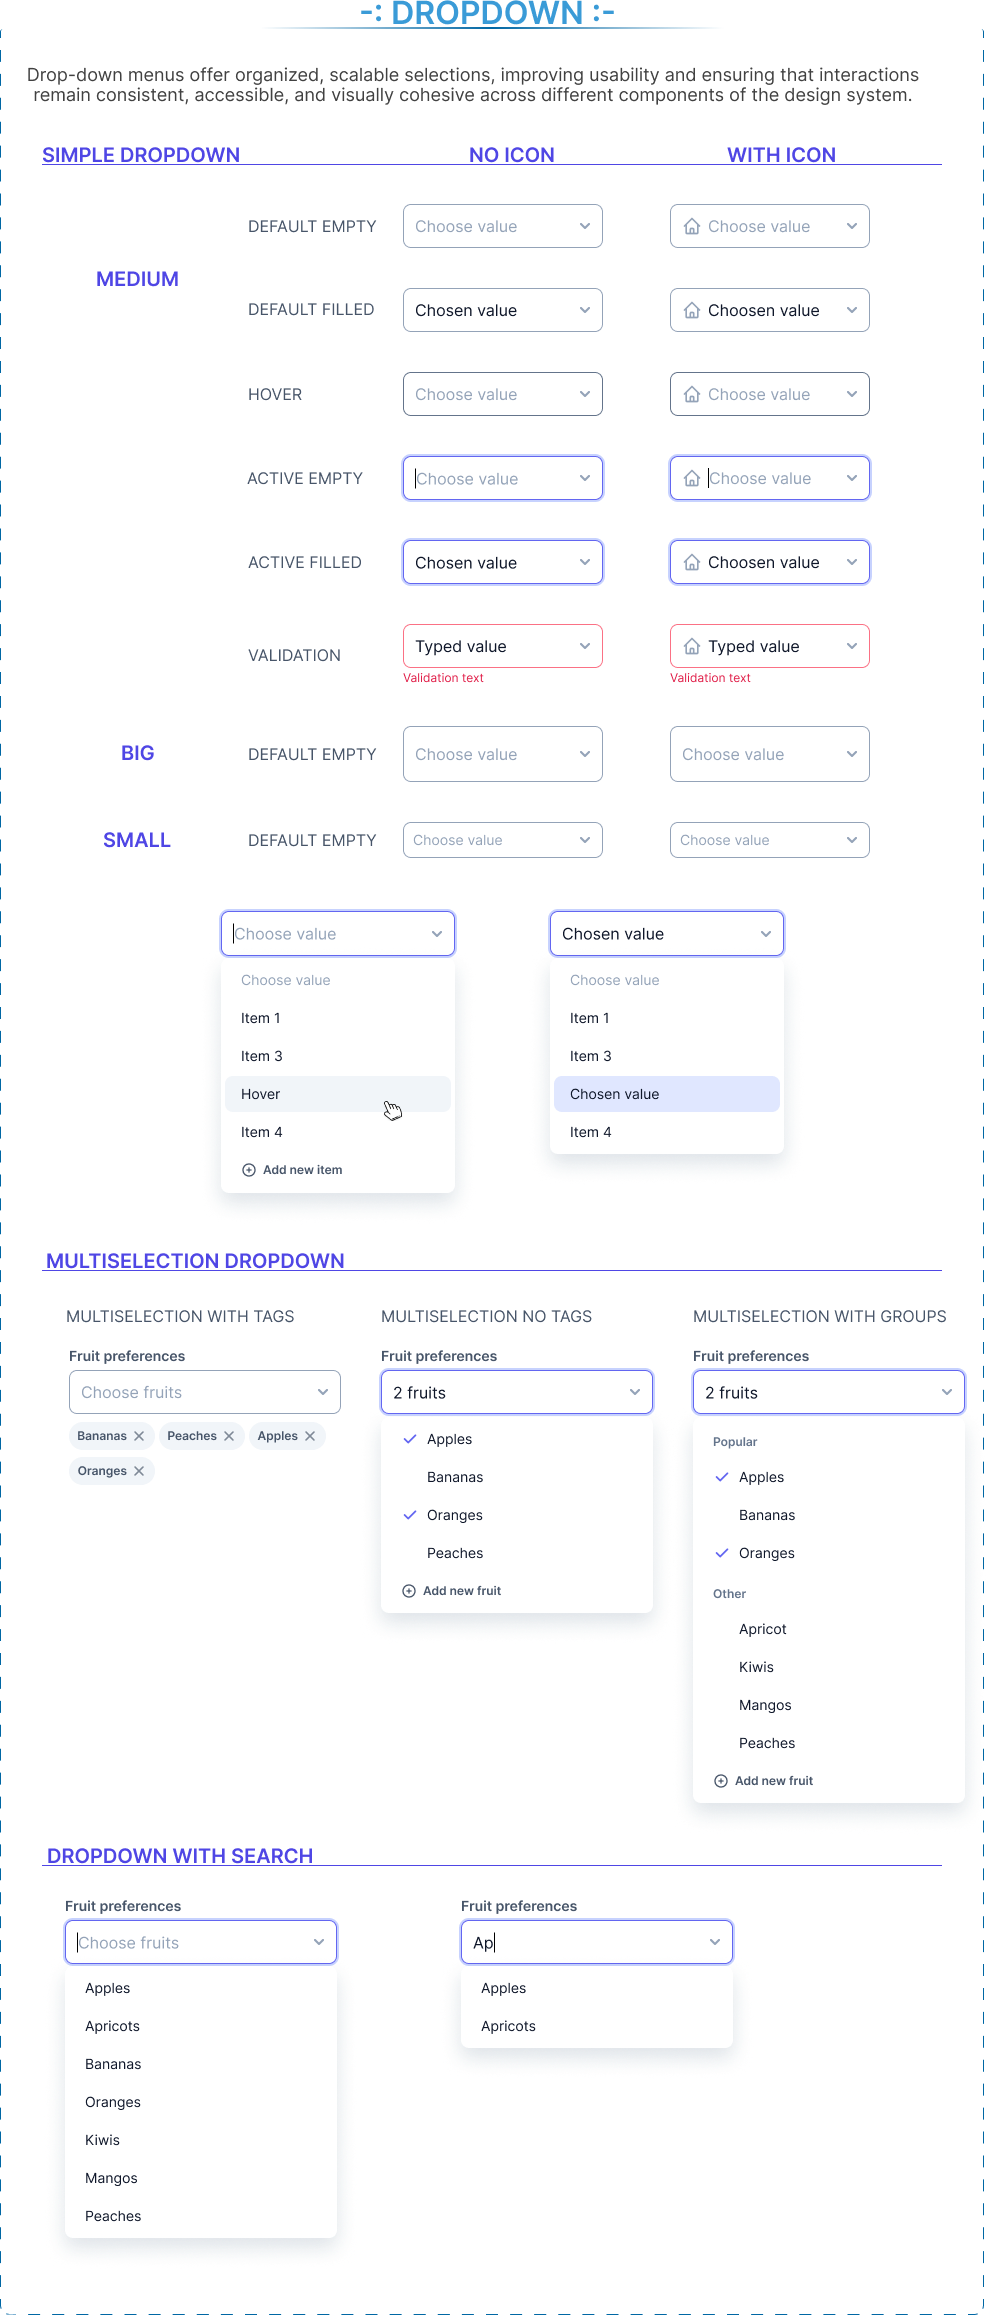 -: DROPDOWN :-
Drop-down menus offer organized, scalable selections, improving usability and ensuring that interactions
remain consistent, accessible, and visually cohesive across different components of the design system.
SIMPLE DROPDOWN NO ICON WITH ICON
DEFAULT EMPTY Choose value Choose value
MEDIUM
DEFAULT FILLED Chosen value Choosen value
HOVER Choose value Choose value
ACTIVE EMPTY Choose value Choose value
ACTIVE FILLED Chosen value Choosen value
VALIDATION Typed value Typed value
Validation text Validation text
BIG DEFAULT EMPTY Choose value Choose value
SMALL DEFAULT EMPTY Choose value Choose value
Choose value
Choose value
Item 1
Item 3
Hover
Item 4
Add new item
Chosen value
Choose value
Item 1
Item 3
Chosen value
Item 4
MULTISELECTION DROPDOWN
MULTISELECTION WITH TAGS
Fruit preferences
Choose fruits
Bananas Peaches Apples
Oranges
MULTISELECTION NO TAGS
Fruit preferences
2 fruits
Apples
Bananas
Oranges
Peaches
Add new fruit
MULTISELECTION WITH GROUPS
Fruit preferences
2 fruits
Popular
Apples
Bananas
Oranges
Other
Apricot
Kiwis
Mangos
Peaches
Add new fruit
DROPDOWN WITH SEARCH
Fruit preferences
Choose fruits
Apples
Apricots
Bananas
Oranges
Kiwis
Mangos
Peaches
Fruit preferences
Ap
Apples
Apricots